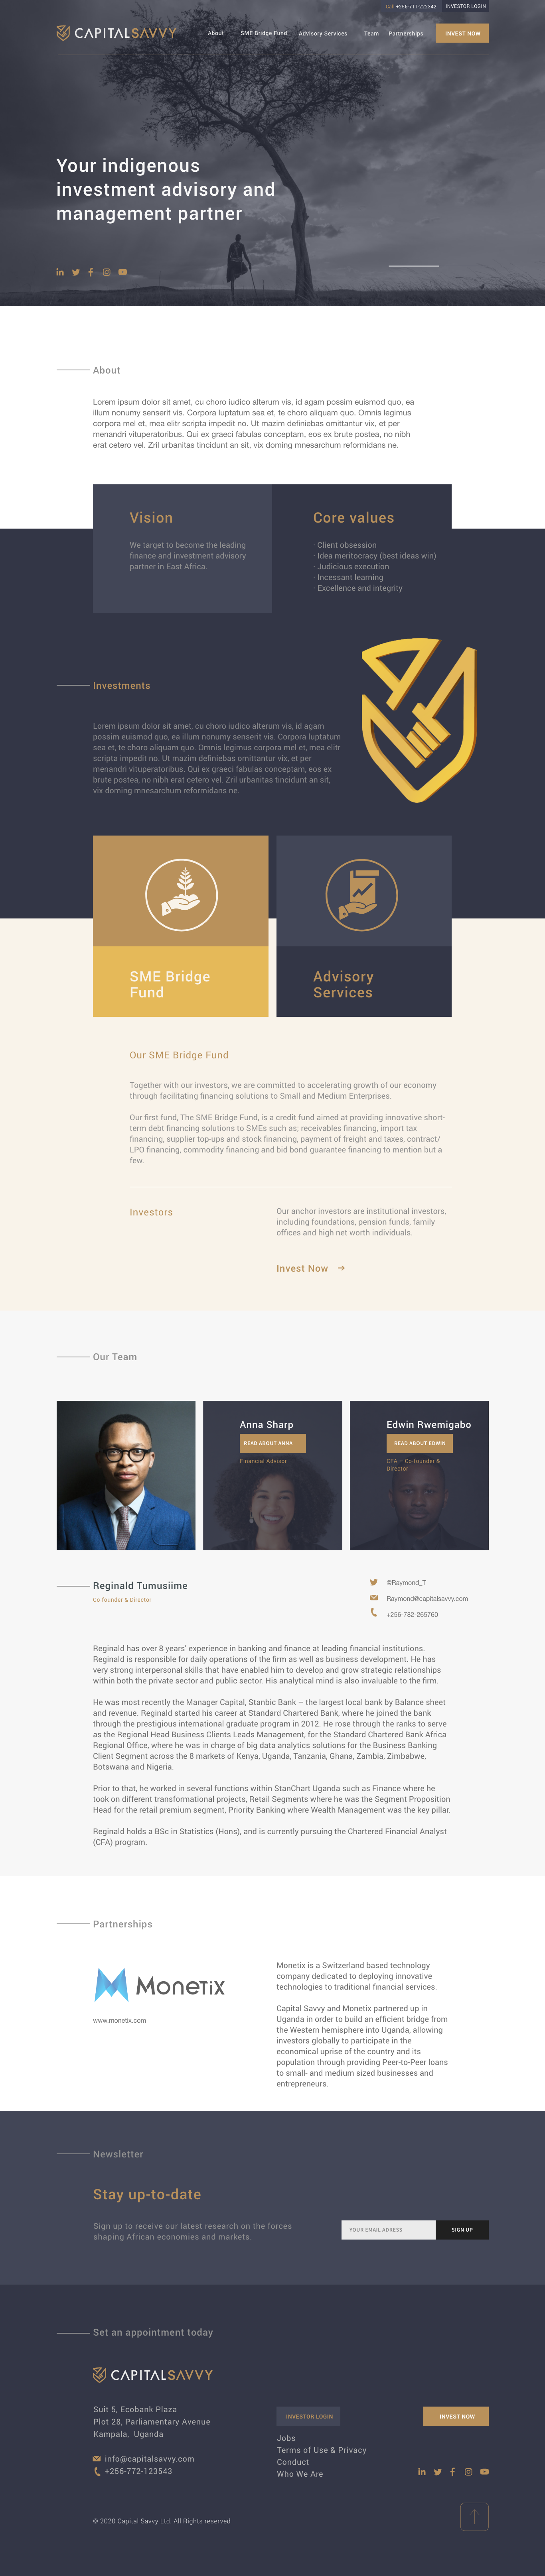 Call +256-711-222342
INVESTOR LOGIN
CAPITALSAVVY
About
SME Bridge Fund
Advisory Services
Team
Partnerships
INVEST NOW
Your indigenous
investment advisory and
management partner
About
Lorem ipsum dolor sit amet, cu choro iudico alterum vis, id agam possim euismod quo, ea
illum nonumy senserit vis. Corpora luptatum sea et, te choro aliquam quo. Omnis legimus
corpora mel et, mea elitr scripta impedit no. Ut mazim definiebas omittantur vix, et per
menandri vituperatoribus. Qui ex graeci fabulas conceptam, eos ex brute postea, no nibh
erat cetero vel. Zril urbanitas tincidunt an sit, vix doming mnesarchum reformidans ne.
Vision
We target to become the leading
finance and investment advisory
partner in East Africa.
Core values
· Client obsession
· Idea meritocracy (best ideas win)
· Judicious execution
· Incessant learning
· Excellence and integrity
Investments
Lorem ipsum dolor sit amet, cu choro iudico alterum vis, id agam
possim euismod quo, ea illum nonumy senserit vis. Corpora luptatum
sea et, te choro aliquam quo. Omnis legimus corpora mel et, mea elitr
scripta impedit no. Ut mazim definiebas omittantur vix, et per
menandri vituperatoribus. Qui ex graeci fabulas conceptam, eos ex
brute postea, no nibh erat cetero vel. Zril urbanitas tincidunt an sit,
vix doming mnesarchum reformidans ne.
SME Bridge
Fund
Advisory
Services
Our SME Bridge Fund
Together with our investors, we are committed to accelerating growth of our economy
through facilitating financing solutions to Small and Medium Enterprises.
Our first fund, The SME Bridge Fund, is a credit fund aimed at providing innovative short-
term debt financing solutions to SMEs such as; receivables financing, import tax
financing, supplier top-ups and stock financing, payment of freight and taxes, contract/
LPO financing, commodity financing and bid bond guarantee financing to mention but a
few.
Investors
Our anchor investors are institutional investors,
including foundations, pension funds, family
offices and high net worth individuals.
Invest Now
Our Team
Anna Sharp
READ ABOUT ANNA
Financial Advisor
Edwin Rwemigabo
READ ABOUT EDWIN
CFA – Co-founder &
Director
Reginald Tumusiime
Co-founder & Director
@Raymond_T
Raymond@capitalsavvy.com
+256-782-265760
Reginald has over 8 years' experience in banking and finance at leading financial institutions.
Reginald is responsible for daily operations of the firm as well as business development. He has
very strong interpersonal skills that have enabled him to develop and grow strategic relationships
within both the private sector and public sector. His analytical mind is also invaluable to the firm.
He was most recently the Manager Capital, Stanbic Bank – the largest local bank by Balance sheet
and revenue. Reginald started his career at Standard Chartered Bank, where he joined the bank
through the prestigious international graduate program in 2012. He rose through the ranks to serve
as the Regional Head Business Clients Leads Management, for the Standard Chartered Bank Africa
Regional Office, where he was in charge of big data analytics solutions for the Business Banking
Client Segment across the 8 markets of Kenya, Uganda, Tanzania, Ghana, Zambia, Zimbabwe,
Botswana and Nigeria.
Prior to that, he worked in several functions within StanChart Uganda such as Finance where he
took on different transformational projects, Retail Segments where he was the Segment Proposition
Head for the retail premium segment, Priority Banking where Wealth Management was the key pillar.
Reginald holds a BSc in Statistics (Hons), and is currently pursuing the Chartered Financial Analyst
(CFA) program.
Partnerships
Monetix
www.monetix.com
Monetix is a Switzerland based technology
company dedicated to deploying innovative
technologies to traditional financial services.
Capital Savvy and Monetix partnered up in
Uganda in order to build an efficient bridge from
the Western hemisphere into Uganda, allowing
investors globally to participate in the
economical uprise of the country and its
population through providing Peer-to-Peer loans
to small- and medium sized businesses and
entrepreneurs.
Newsletter
Stay up-to-date
Sign up to receive our latest research on the forces
shaping African economies and markets.
YOUR EMAIL ADRESS
SIGN UP
Set an appointment today
CAPITALSAVVY
Suit 5, Ecobank Plaza
Plot 28, Parliamentary Avenue
Kampala, Uganda
info@capitalsavvy.com
+256-772-123543
INVESTOR LOGIN
Jobs
Terms of Use & Privacy
Conduct
Who We Are
INVEST NOW
© 2020 Capital Savvy Ltd. All Rights reserved